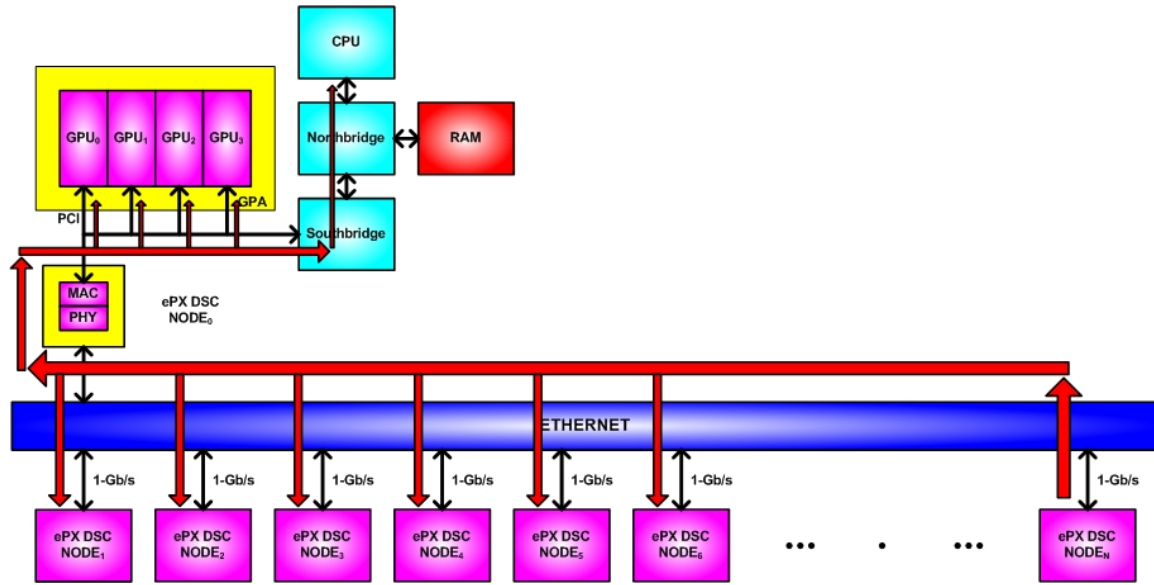 CPU
GPU₀ GPU₁ GPU₂ GPU₃
Northbridge
RAM
GPA
PCI
Southbridge
MAC
PHY
ePX DSC
NODE₀
ETHERNET
1-Gb/s 1-Gb/s 1-Gb/s 1-Gb/s 1-Gb/s 1-Gb/s 1-Gb/s
ePX DSC
NODE₁
ePX DSC
NODE₂
ePX DSC
NODE₃
ePX DSC
NODE₄
ePX DSC
NODE₅
ePX DSC
NODE₆
••• • •••
ePX DSC
NODE_N